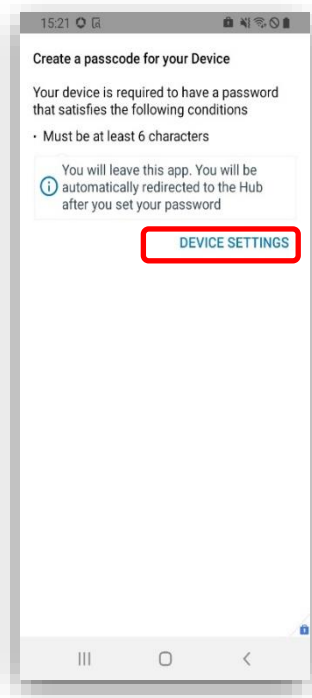 15:21
Create a passcode for your Device
Your device is required to have a password
that satisfies the following conditions
· Must be at least 6 characters
You will leave this app. You will be
automatically redirected to the Hub
after you set your password
DEVICE SETTINGS